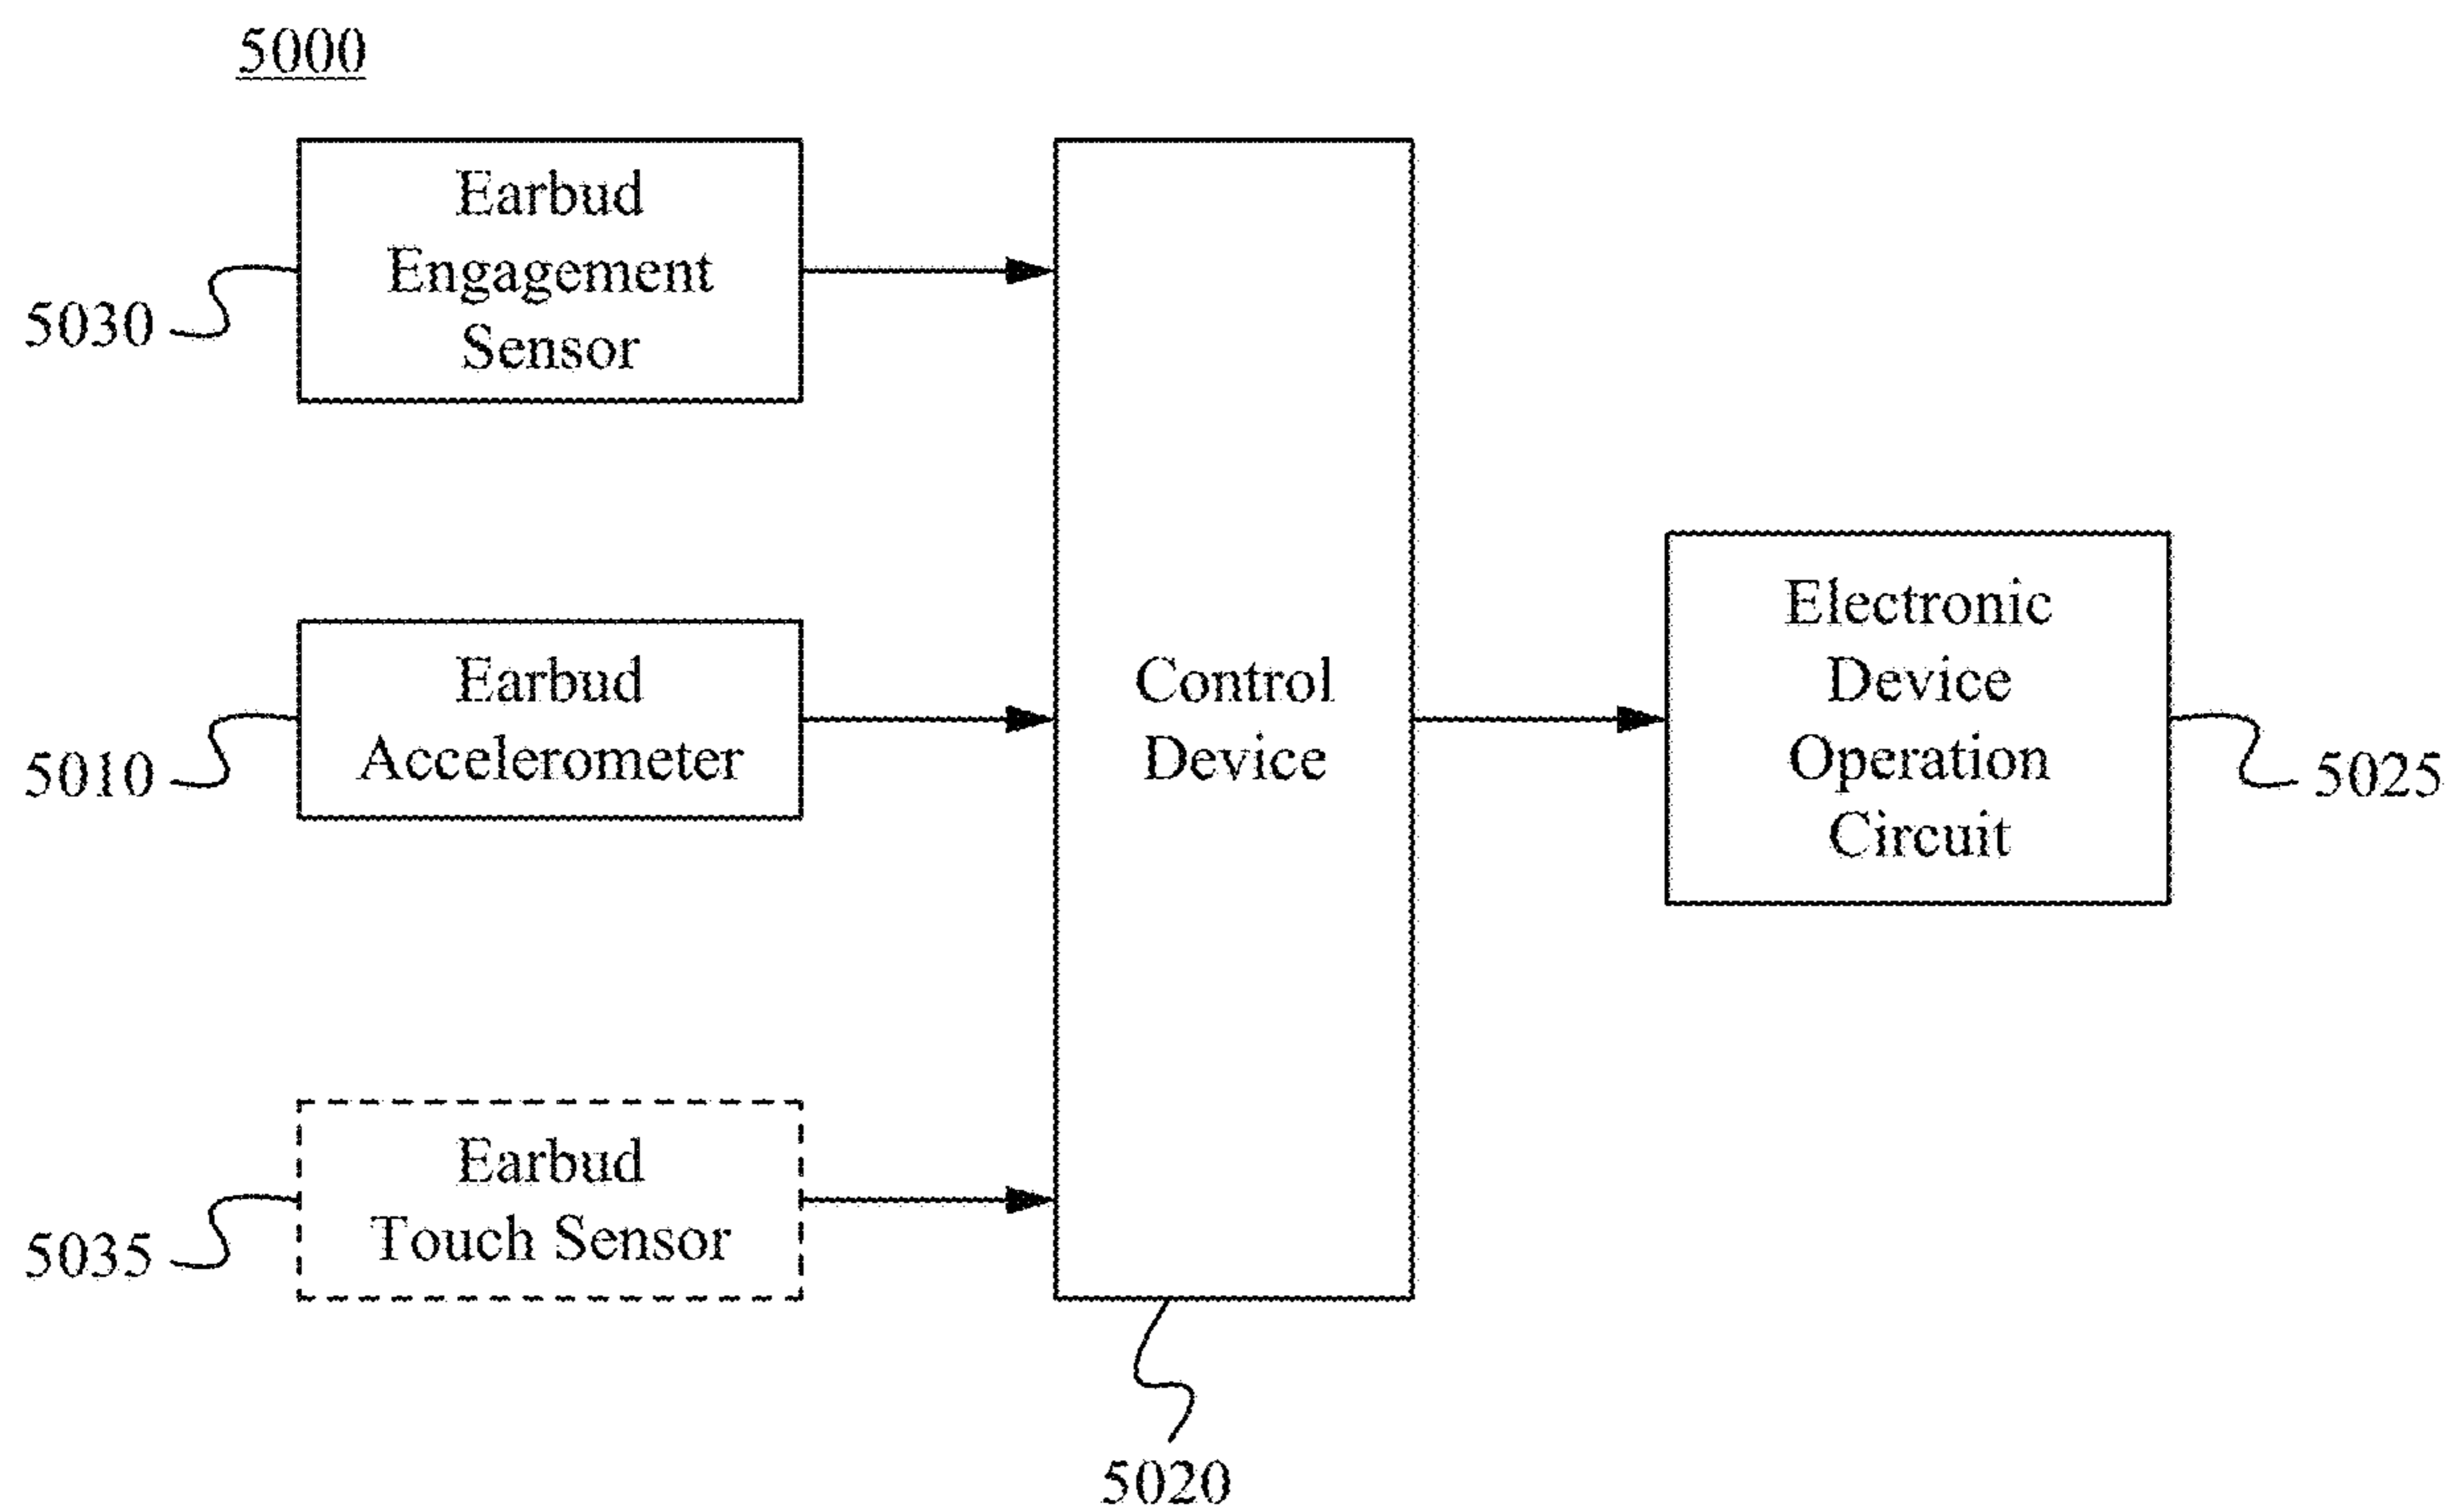 5000
Earbud
Engagement
Sensor
5030
Earbud
Accelerometer
5010
Earbud
Touch Sensor
5035
Control
Device
5020
Electronic
Device
Operation
Circuit
5025